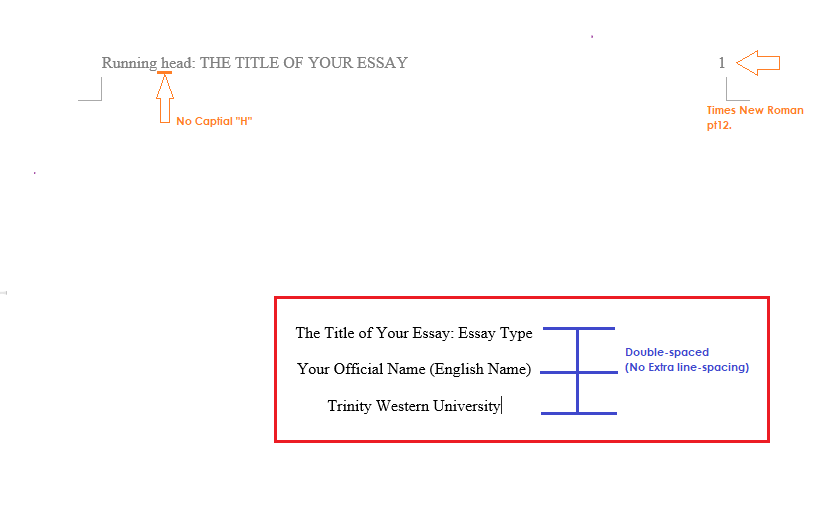 Running head: THE TITLE OF YOUR ESSAY 1
No Captial "H"
Times New Roman
pt12.
The Title of Your Essay: Essay Type
Your Official Name (English Name)
Trinity Western University
Double-spaced
(No Extra line-spacing)